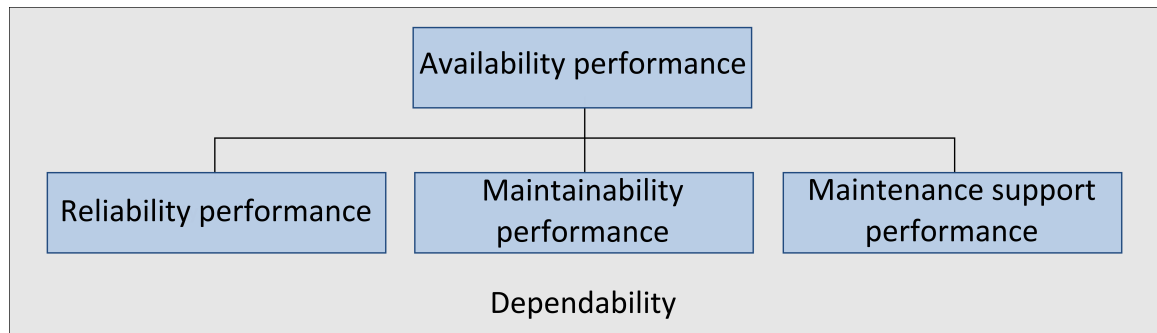 Availability performance
Reliability performance
Maintainability
performance
Maintenance support
performance
Dependability